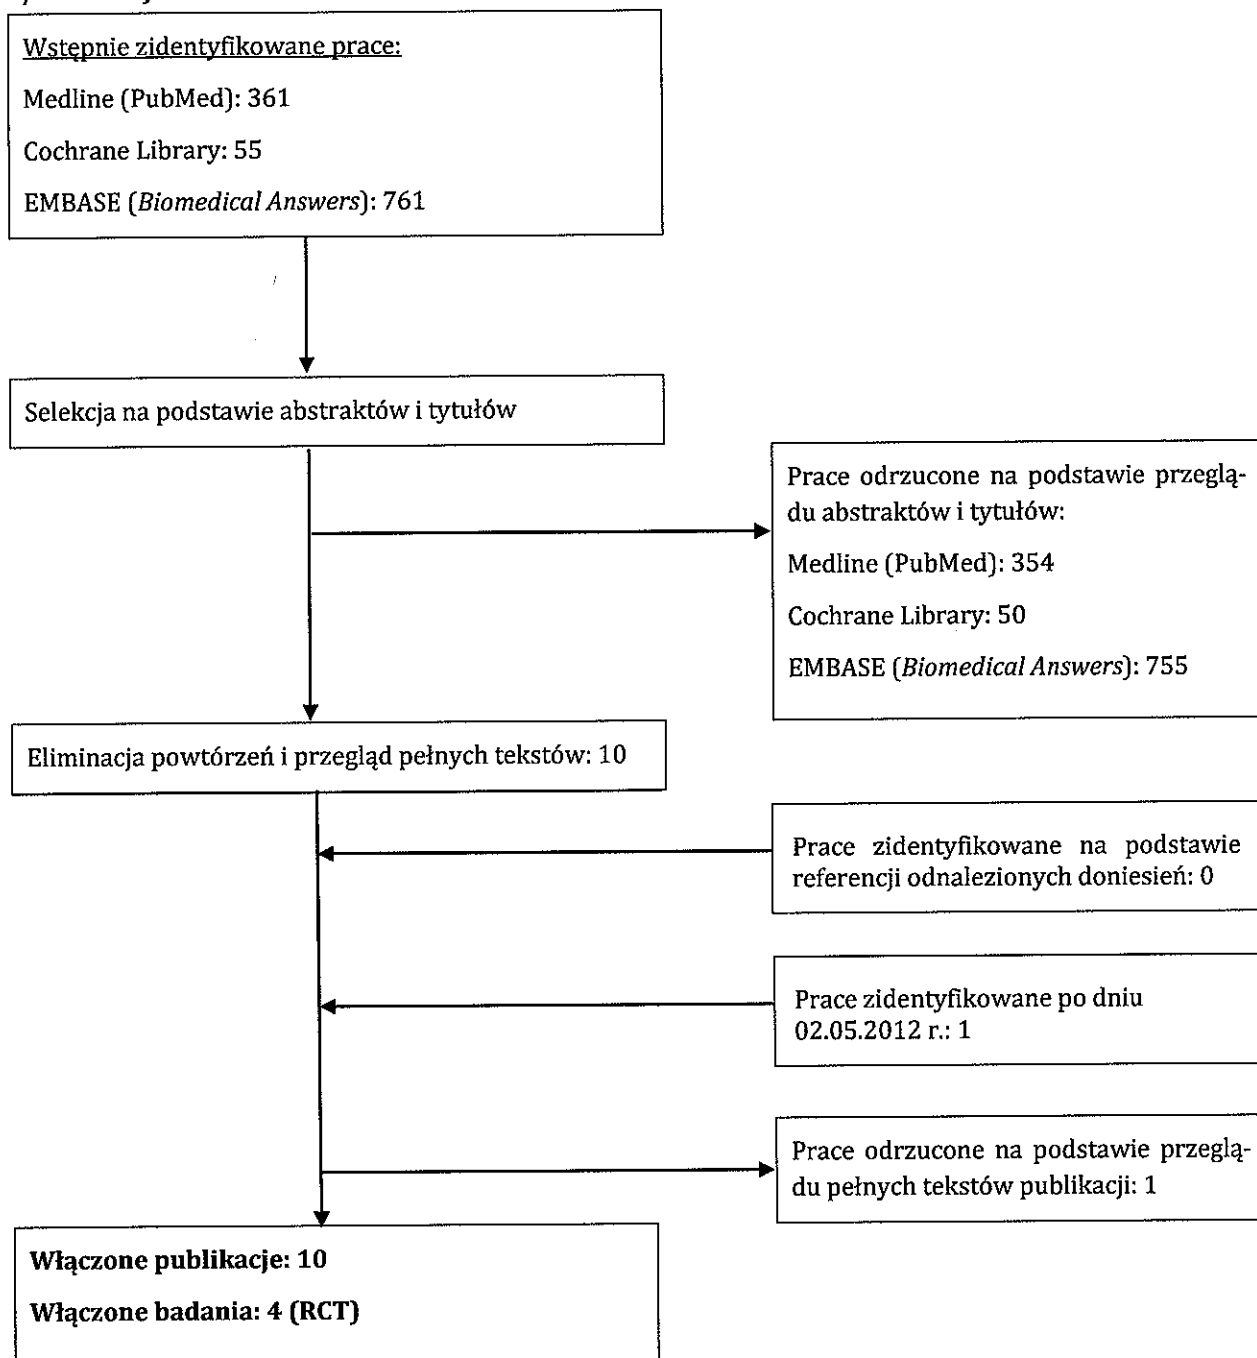 Wstępnie zidentyfikowane prace:
Medline (PubMed): 361
Cochrane Library: 55
EMBASE (Biomedical Answers): 761
Selekcja na podstawie abstraktów i tytułów
Prace odrzucone na podstawie przeglą-
du abstraktów i tytułów:
Medline (PubMed): 354
Cochrane Library: 50
EMBASE (Biomedical Answers): 755
Eliminacja powtórzeń i przegląd pełnych tekstów: 10
Prace zidentyfikowane na podstawie
referencji odnalezionych doniesień: 0
Prace zidentyfikowane po dniu
02.05.2012 r.: 1
Prace odrzucone na podstawie przeglą-
du pełnych tekstów publikacji: 1
Włączone publikacje: 10
Włączone badania: 4 (RCT)